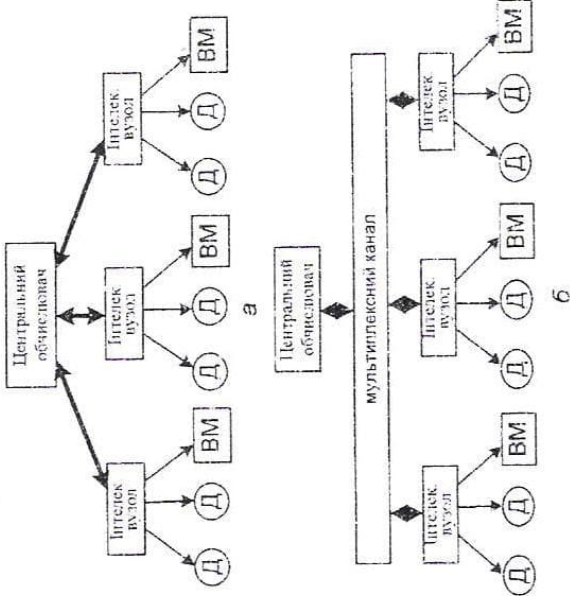 Центральний
обчислювач
Інтелек.
вузол
Інтелек.
вузол
Інтелек.
вузол
Д
Д
ВМ
Д
Д
ВМ
Д
Д
ВМ
а
Центральний
обчислювач
мультиплексний канал
Інтелек.
вузол
Інтелек.
вузол
Інтелек.
вузол
Д
Д
ВМ
Д
Д
ВМ
Д
Д
ВМ
б